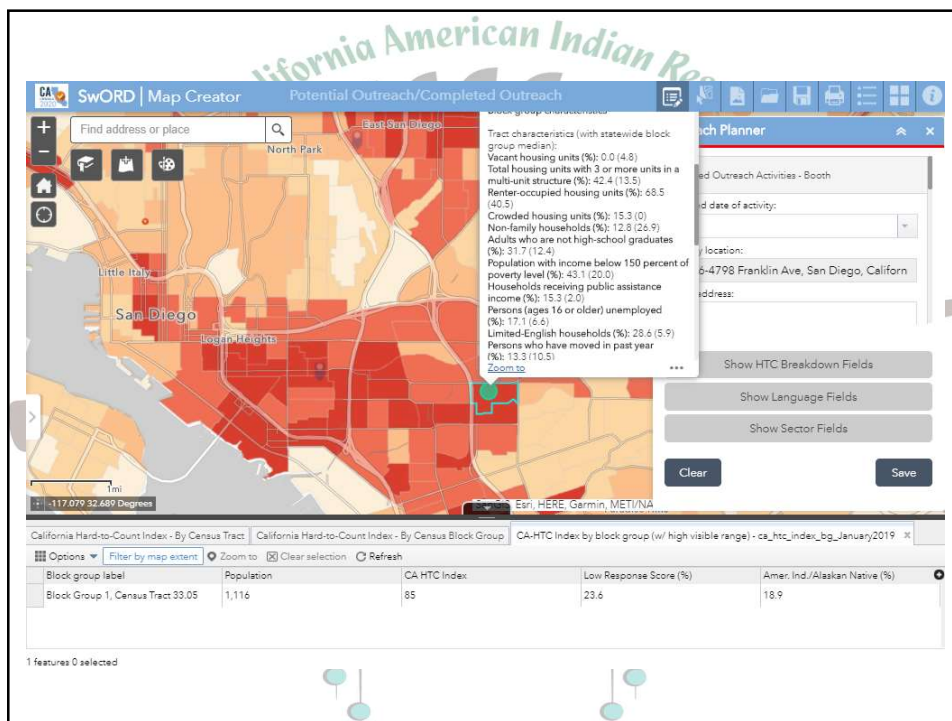 California American Indian Res
CA
2020
SwORD | Map Creator
Potential Outreach/Completed Outreach
Find address or place
East San Diego
North Park
Little Italy
San Diego
Logan Heights
1mi
-117.079 32.689 Degrees
Esri, HERE, Garmin, METI/NA
Block group characteristics
Tract characteristics (with statewide block
group median):
Vacant housing units (%): 0.0 (4.8)
Total housing units with 3 or more units in a
multi-unit structure (%): 42.4 (13.5)
Renter-occupied housing units (%): 68.5
(40.5)
Crowded housing units (%): 15.3 (0)
Non-family households (%): 12.8 (26.9)
Adults who are not high-school graduates
(%): 31.7 (12.4)
Population with income below 150 percent of
poverty level (%): 43.1 (20.0)
Households receiving public assistance
income (%): 15.3 (2.0)
Persons (ages 16 or older) unemployed
(%): 17.1 (6.6)
Limited-English households (%): 28.6 (5.9)
Persons who have moved in past year
(%): 13.3 (10.5)
Zoom to
ach Planner
ed Outreach Activities - Booth
d date of activity:
y location:
6-4798 Franklin Ave, San Diego, Californ
address:
Show HTC Breakdown Fields
Show Language Fields
Show Sector Fields
Clear
Save
California Hard-to-Count Index - By Census Tract
California Hard-to-Count Index - By Census Block Group
CA-HTC Index by block group (w/ high visible range) - ca_htc_index_bg_January2019
Options
Filter by map extent
Zoom to
Clear selection
Refresh
Block group label Population CA HTC Index Low Response Score (%) Amer. Ind./Alaskan Native (%)
Block Group 1, Census Tract 33.05 1,116 85 23.6 18.9
1 features 0 selected